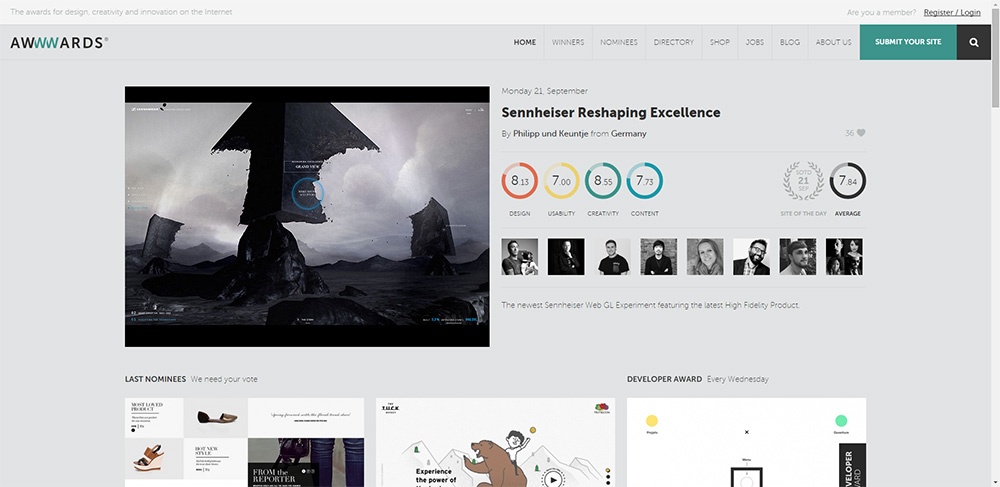 The awards for design, creativity and innovation on the Internet
Are you a member? Register / Login
AWWWARDS®
HOME WINNERS NOMINEES DIRECTORY SHOP JOBS BLOG ABOUT US SUBMIT YOUR SITE
Monday 21, September
Sennheiser Reshaping Excellence
By Philipp und Keuntje from Germany
36
8.13 7.00 8.55 7.73
SOTD
21
SEP
7.84
DESIGN USABILITY CREATIVITY CONTENT SITE OF THE DAY AVERAGE
GRAND VIEW
The newest Sennheiser Web GL Experiment featuring the latest High Fidelity Product.
LAST NOMINEES We need your vote
DEVELOPER AWARD Every Wednesday
MOST LOVED
PRODUCT
HOT NEW
STYLE
FROM the
REPORTER
THE
T.U.C.K.
Experience
the power of
Projets
Menu